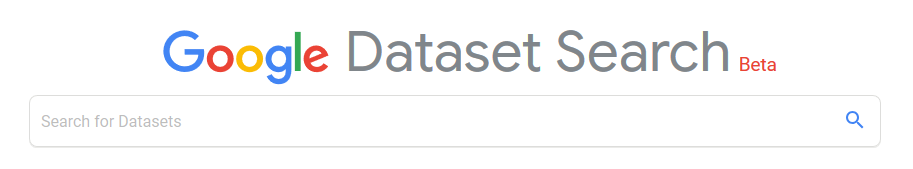 Google Dataset Search Beta
Search for Datasets